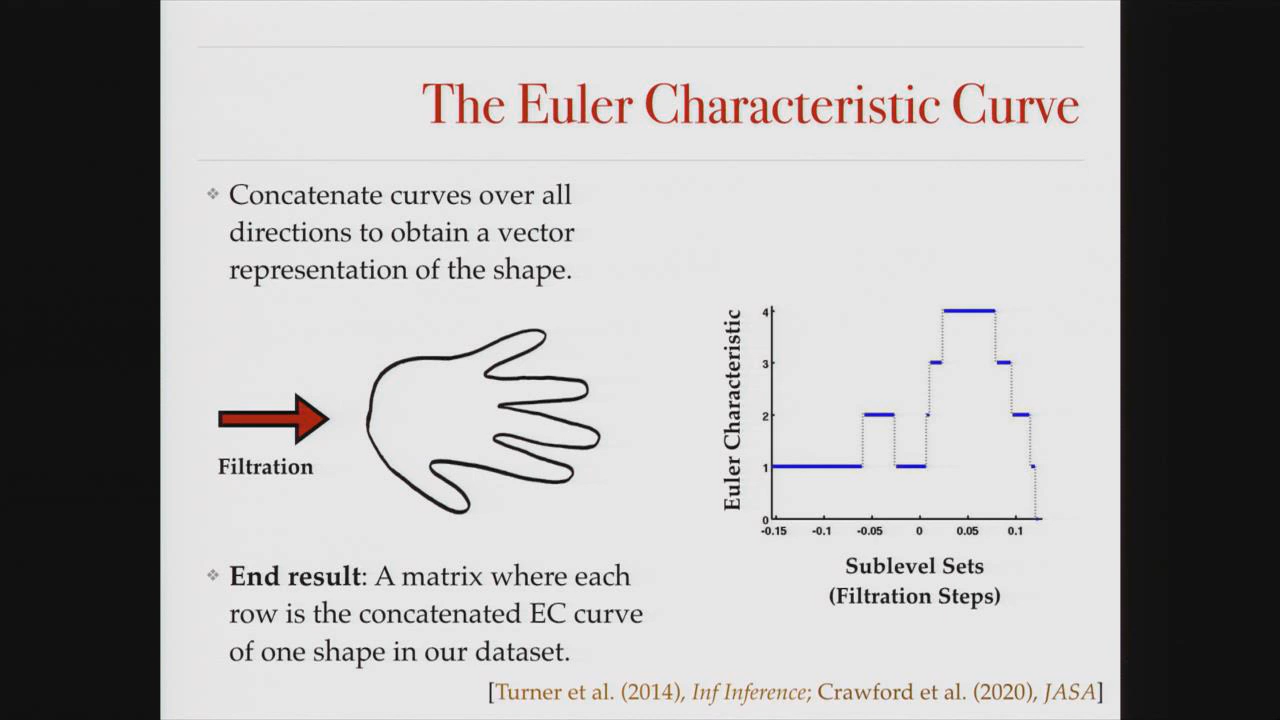 The Euler Characteristic Curve
❖ Concatenate curves over all
directions to obtain a vector
representation of the shape.
Filtration
Euler Characteristic
4
3
2
1
0
-0.15 -0.1 -0.05 0 0.05 0.1
Sublevel Sets
(Filtration Steps)
❖ End result: A matrix where each
row is the concatenated EC curve
of one shape in our dataset.
[Turner et al. (2014), Inf Inference; Crawford et al. (2020), JASA]